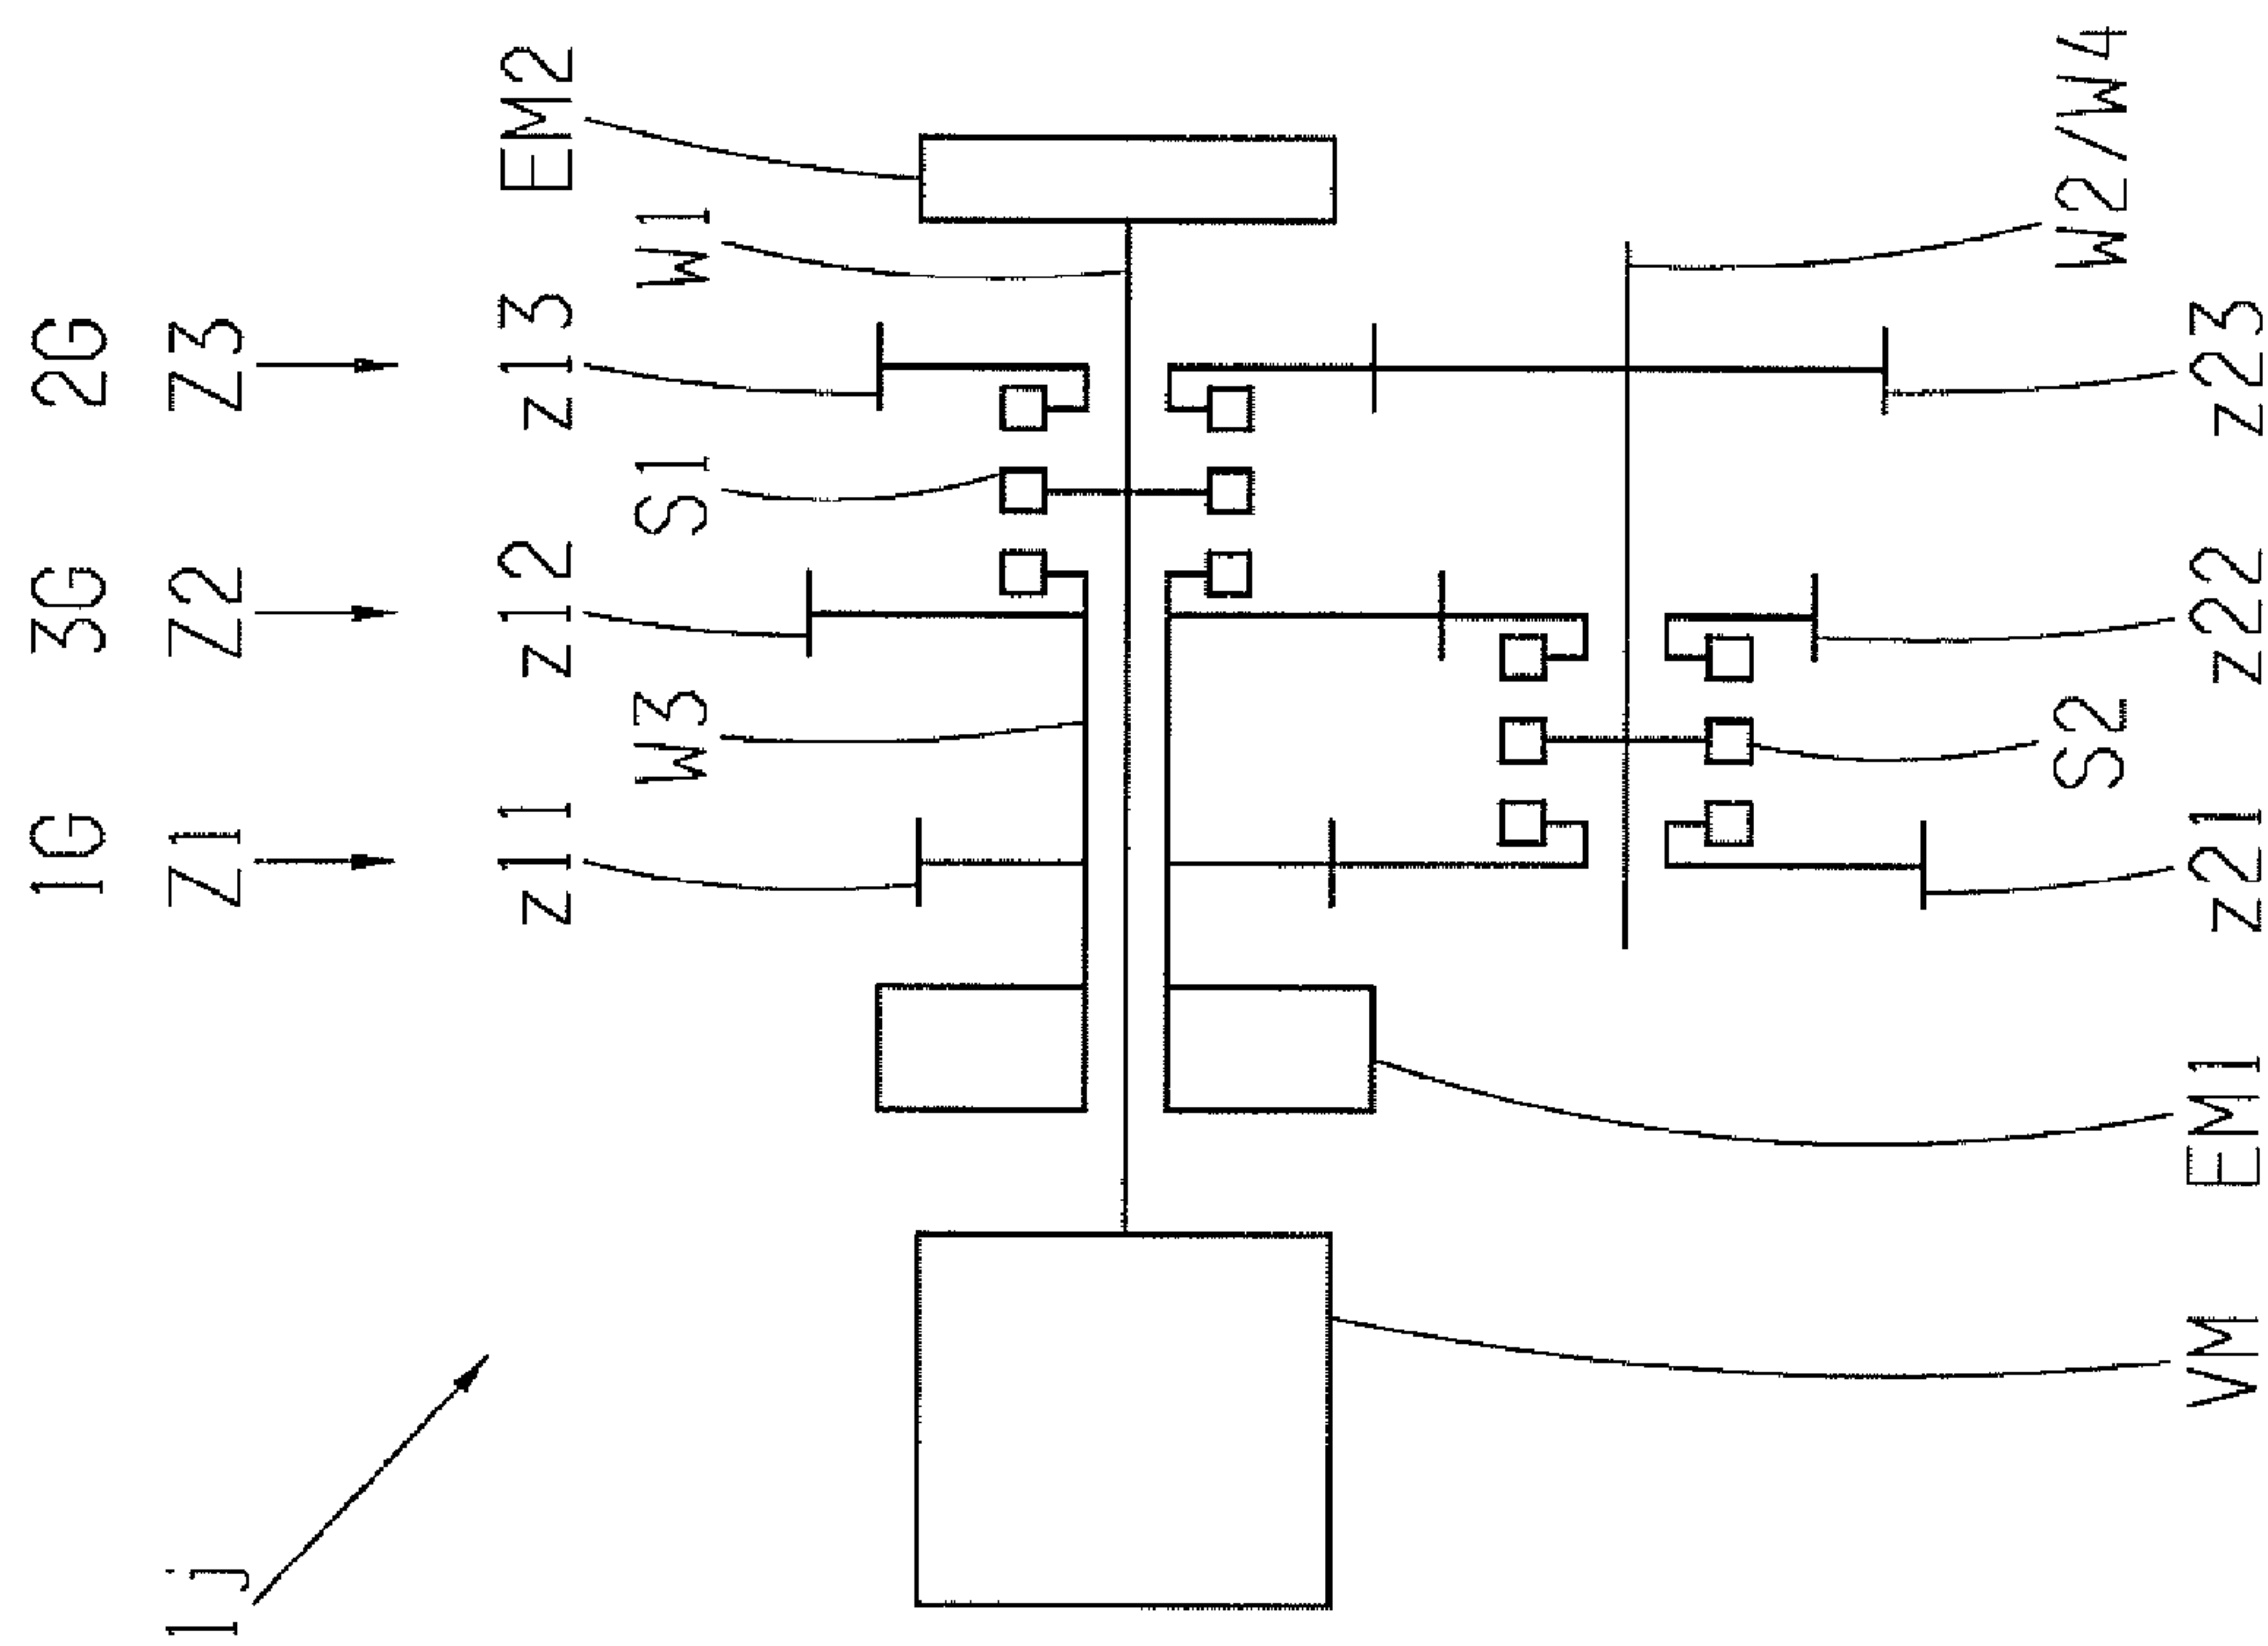 1G 3G 2G
1j Z1 Z2 Z3
z11 z12 z13 EM2
W3 S1 W1
S2 W2/W4
VM EM1 z21 z22 z23